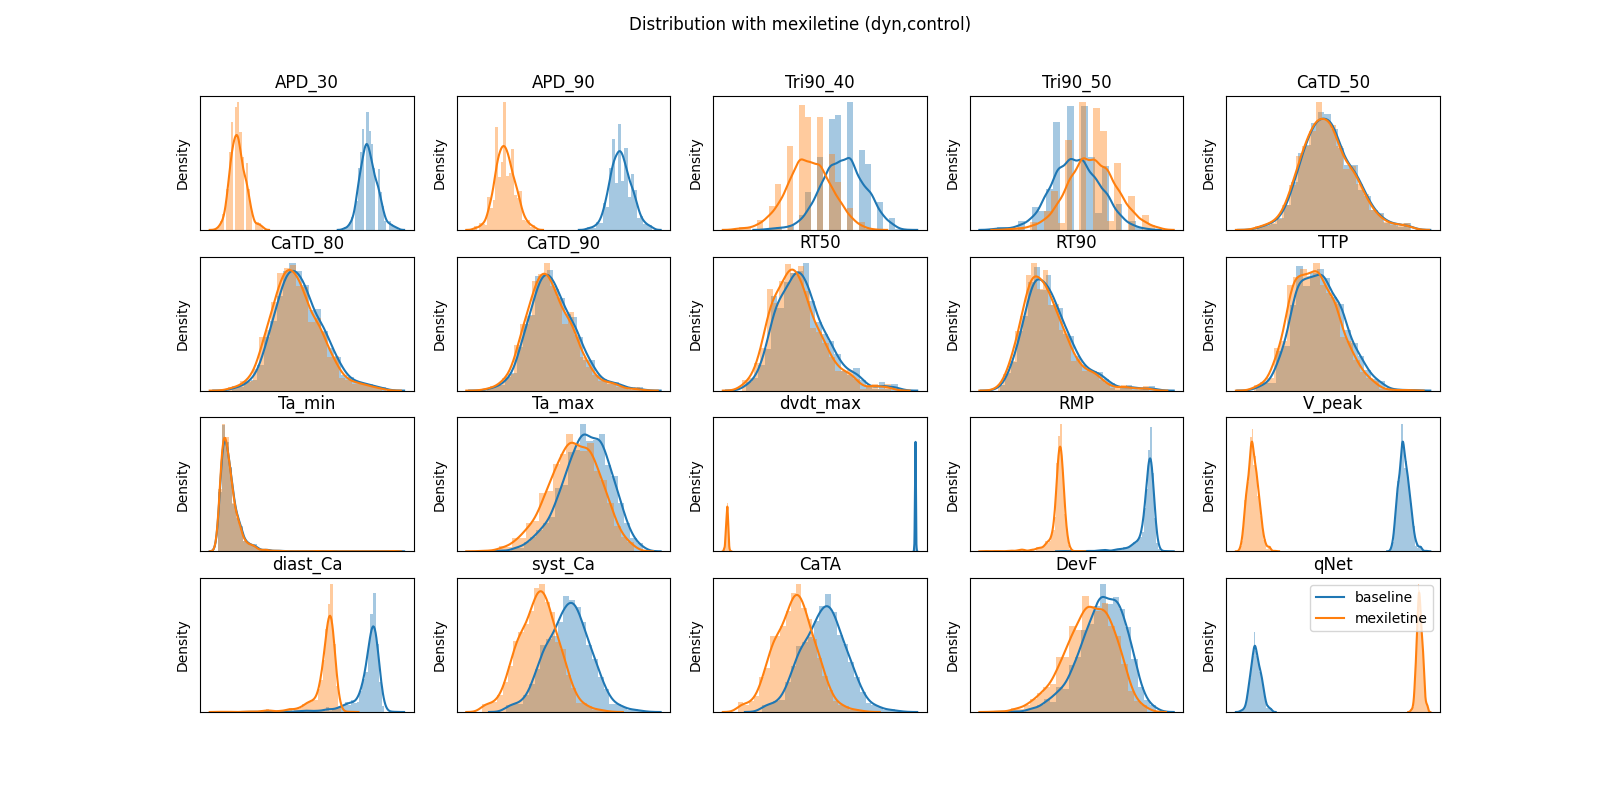 Distribution with mexiletine (dyn,control)
APD_30
APD_90
Tri90_40
Tri90_50
CaTD_50
Density
Density
Density
Density
Density
CaTD_80
CaTD_90
RT50
RT90
TTP
Density
Density
Density
Density
Density
Ta_min
Ta_max
dvdt_max
RMP
V_peak
Density
Density
Density
Density
Density
diast_Ca
syst_Ca
CaTA
DevF
qNet
Density
Density
Density
Density
Density
baseline
mexiletine